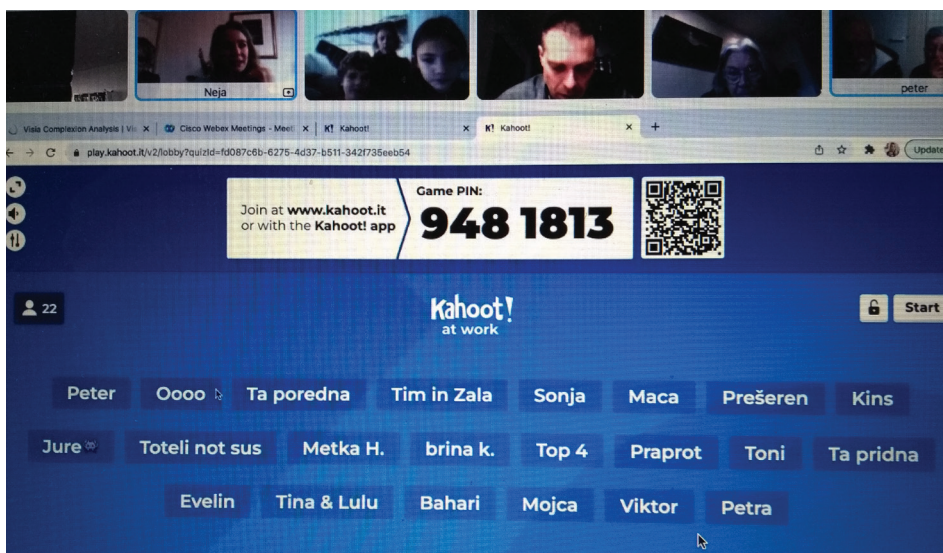 Neja
peter
Visia Complexion Analysis | Vis
Cisco Webex Meetings - Meeti
K! Kahoot!
K! Kahoot!
play.kahoot.it/v2/lobby?quizId=fd087c6b-6275-4d37-b511-342f735eeb54
Update
Join at www.kahoot.it
or with the Kahoot! app
Game PIN:
948 1813
22
Kahoot!
at work
Start
Peter Oooo Ta poredna Tim in Zala Sonja Maca Prešeren Kins
Jure Toteli not sus Metka H. brina k. Top 4 Praprot Toni Ta pridna
Evelin Tina & Lulu Bahari Mojca Viktor Petra